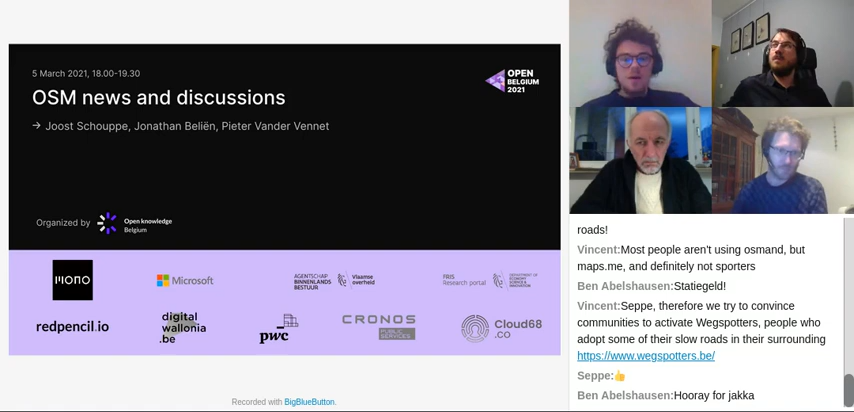 5 March 2021, 18.00-19.30
OSM news and discussions
→ Joost Schouppe, Jonathan Beliën, Pieter Vander Vennet
OPEN
BELGIUM
2021
Organized by
Open knowledge
Belgium
MONO
Microsoft
AGENTSCHAP
BINNENLANDS
BESTUUR
Vlaamse
overheid
FRIS
Research portal
DEPARTMENT OF
ECONOMY
SCIENCE &
INNOVATION
redpencil.io
digital
wallonia
.be
pwc
CRONOS
PUBLIC
SERVICES
Cloud68
.CO
Recorded with BigBlueButton.
roads!
Vincent:Most people aren't using osmand, but
maps.me, and definitely not sporters
Ben Abelshausen:Statiegeld!
Vincent:Seppe, therefore we try to convince
communities to activate Wegspotters, people who
adopt some of their slow roads in their surrounding
https://www.wegspotters.be/
Seppe:👍
Ben Abelshausen:Hooray for jakka